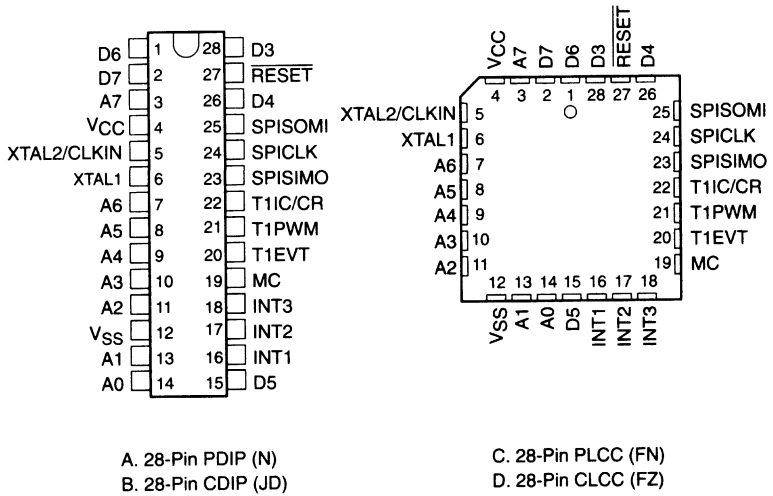 D6 1 28 D3
D7 2 27 RESET
A7 3 26 D4
VCC 4 25 SPISOMI
XTAL2/CLKIN 5 24 SPICLK
XTAL1 6 23 SPISIMO
A6 7 22 T1IC/CR
A5 8 21 T1PWM
A4 9 20 T1EVT
A3 10 19 MC
A2 11 18 INT3
VSS 12 17 INT2
A1 13 16 INT1
A0 14 15 D5
A. 28-Pin PDIP (N)
B. 28-Pin CDIP (JD)
VCC A7 D7 D6 D3 RESET D4
4 3 2 1 28 27 26
XTAL2/CLKIN 5 25 SPISOMI
XTAL1 6 24 SPICLK
A6 7 23 SPISIMO
A5 8 22 T1IC/CR
A4 9 21 T1PWM
A3 10 20 T1EVT
A2 11 19 MC
12 13 14 15 16 17 18
VSS A1 A0 D5 INT1 INT2 INT3
C. 28-Pin PLCC (FN)
D. 28-Pin CLCC (FZ)